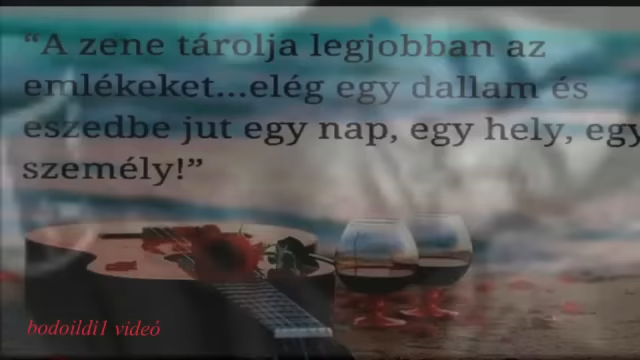 “A zene tárolja legjobban az
emlékeket...elég egy dallam és
eszedbe jut egy nap, egy hely, egy
személy!”
bodoildi1 videó